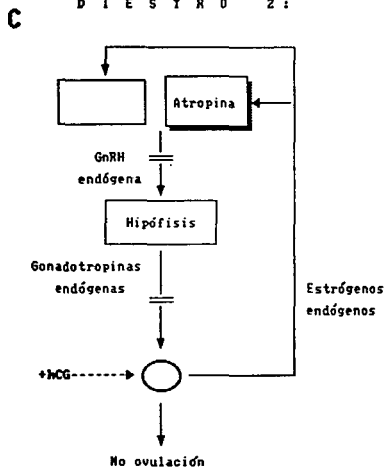 D I E S T R O 2 :
C
Atropina
GnRH
endógena
Hipófisis
Gonadotropinas
endógenas
Estrógenos
endógenos
+hCG
No ovulación